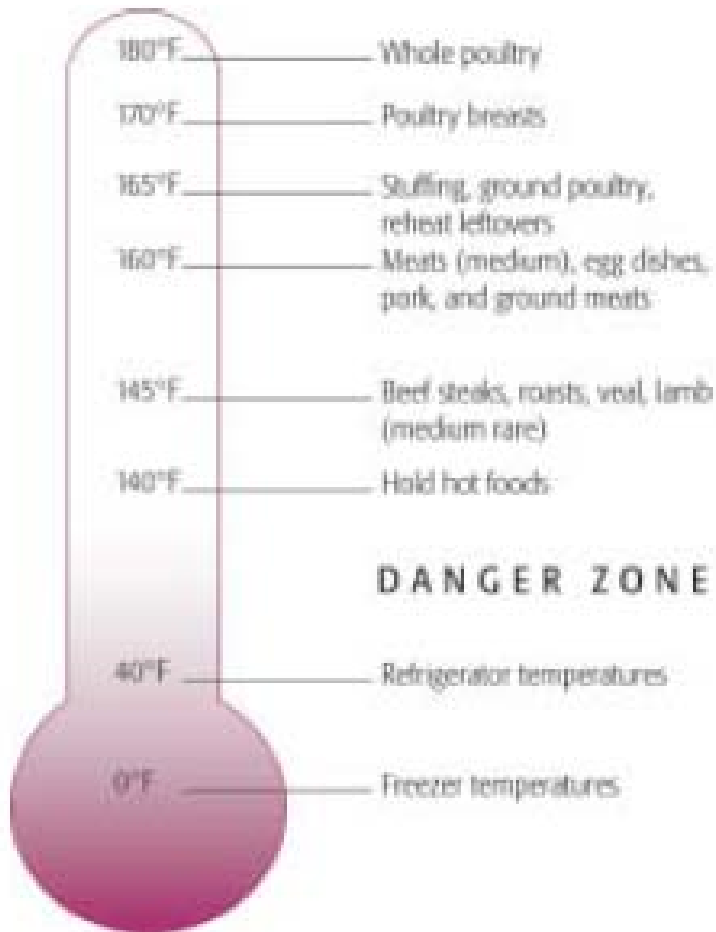 180°F Whole poultry
170°F Poultry breasts
165°F Stuffing, ground poultry,
reheat leftovers
160°F Meats (medium), egg dishes,
pork, and ground meats
145°F Beef steaks, roasts, veal, lamb
(medium rare)
140°F Hold hot foods
DANGER ZONE
40°F Refrigerator temperatures
0°F Freezer temperatures